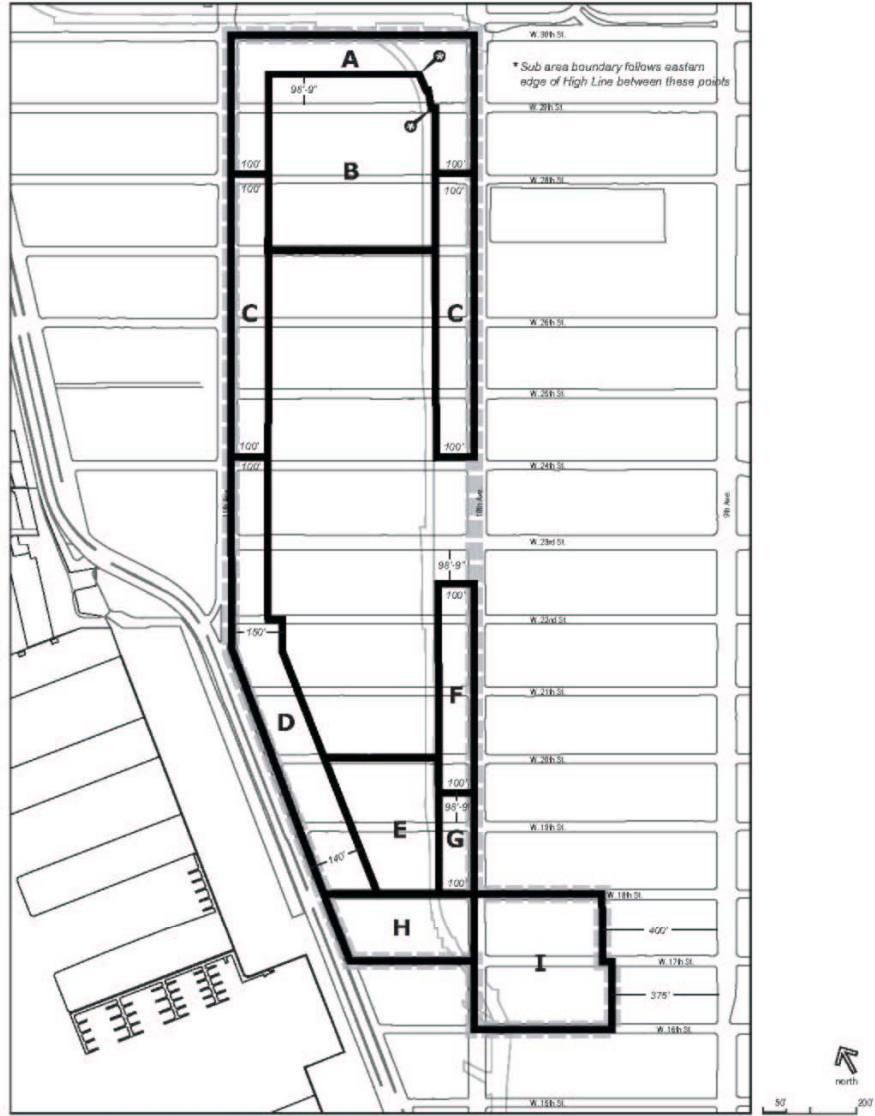 W. 30th St.
A
* Sub area boundary follows eastern
edge of High Line between these points
98'-9"
W. 29th St.
100'
100'
B
W. 28th St.
100'
100'
C
C
W. 26th St.
W. 25th St.
100'
100'
100'
W. 24th St.
11th Ave.
10th Ave.
9th Ave.
W. 23rd St.
98'-9"
100'
W. 22nd St.
150'
F
W. 21th St.
D
W. 20th St.
100'
98'-9
E
W. 19th St.
G
140'
100'
W. 18th St.
H
400'
I
W. 17th St.
375'
W. 16th St.
north
W. 15th St.
50'
200'